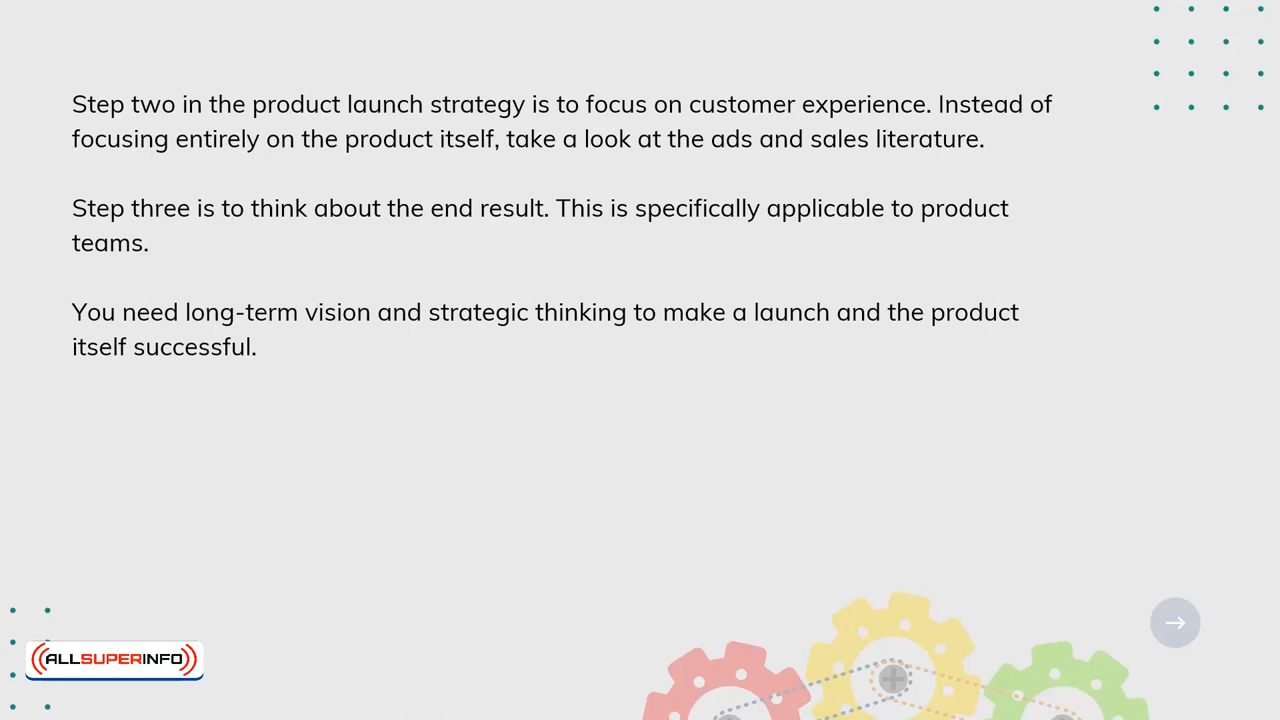 Step two in the product launch strategy is to focus on customer experience. Instead of
focusing entirely on the product itself, take a look at the ads and sales literature.
Step three is to think about the end result. This is specifically applicable to product
teams.
You need long-term vision and strategic thinking to make a launch and the product
itself successful.
ALLSUPERINFO